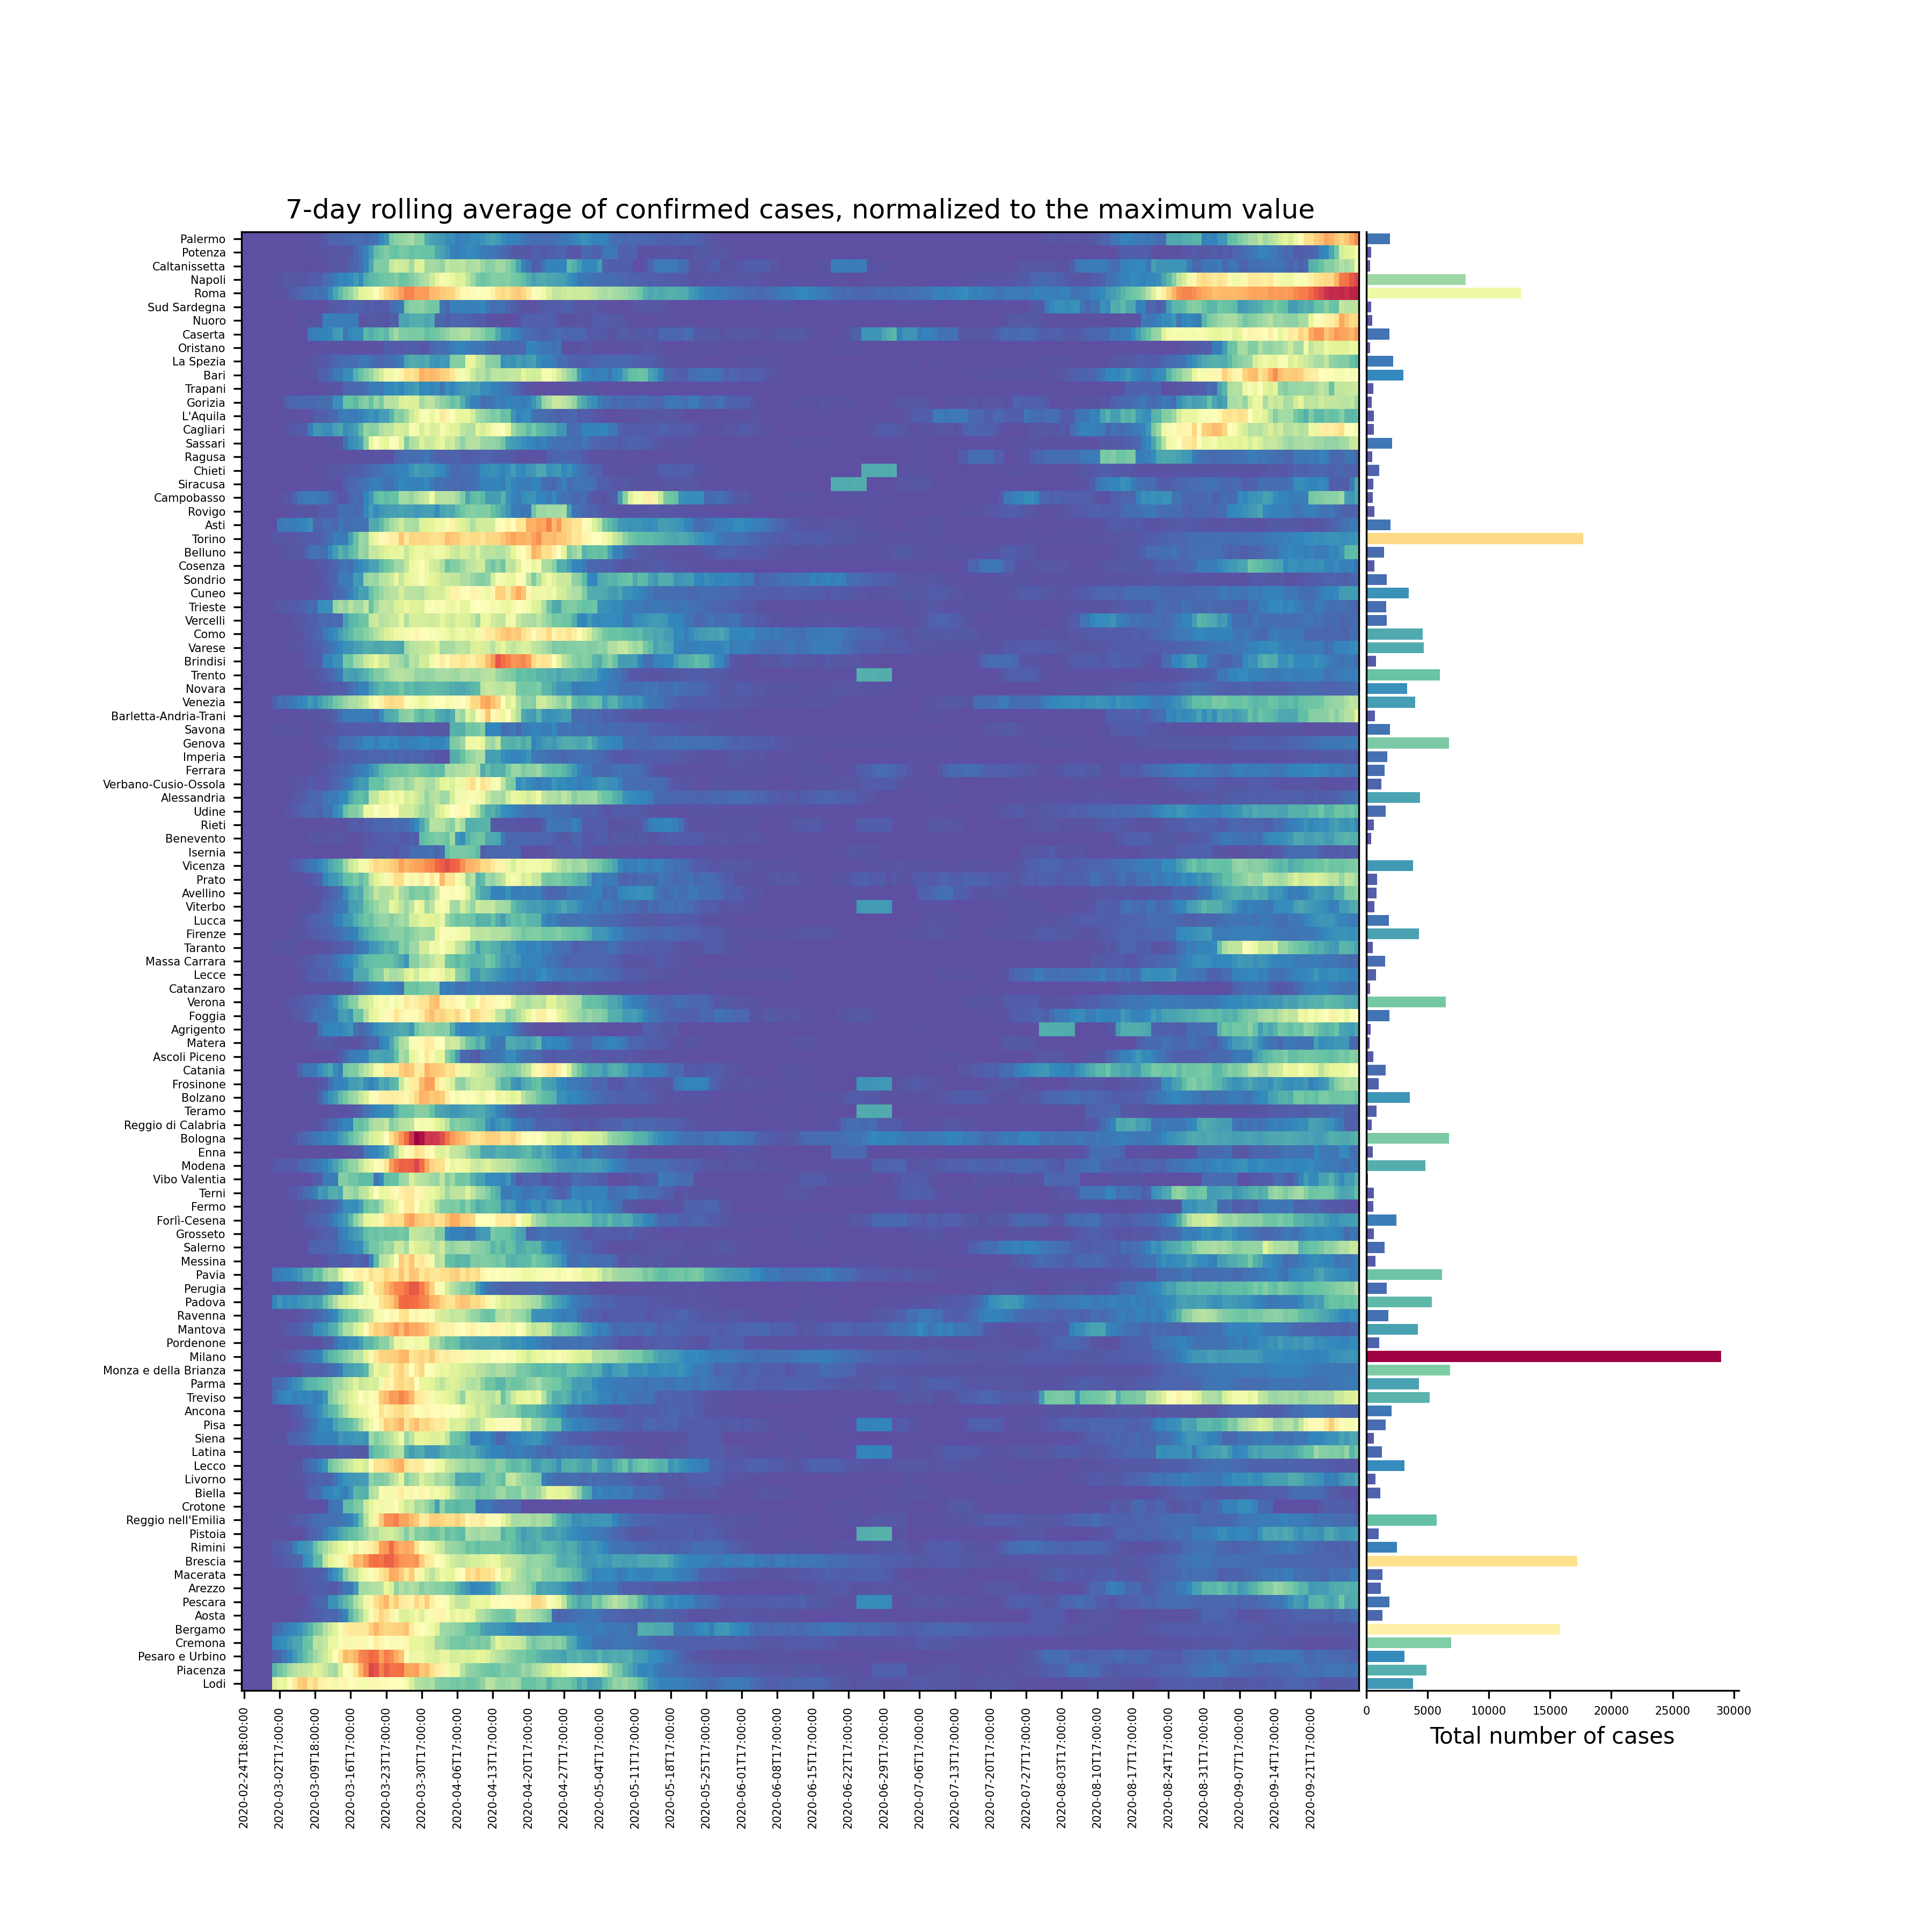 7-day rolling average of confirmed cases, normalized to the maximum value
Palermo
Potenza
Caltanissetta
Napoli
Roma
Sud Sardegna
Nuoro
Caserta
Oristano
La Spezia
Bari
Trapani
Gorizia
L'Aquila
Cagliari
Sassari
Ragusa
Chieti
Siracusa
Campobasso
Rovigo
Asti
Torino
Belluno
Cosenza
Sondrio
Cuneo
Trieste
Vercelli
Como
Varese
Brindisi
Trento
Novara
Venezia
Barletta-Andria-Trani
Savona
Genova
Imperia
Ferrara
Verbano-Cusio-Ossola
Alessandria
Udine
Rieti
Benevento
Isernia
Vicenza
Prato
Avellino
Viterbo
Lucca
Firenze
Taranto
Massa Carrara
Lecce
Catanzaro
Verona
Foggia
Agrigento
Matera
Ascoli Piceno
Catania
Frosinone
Bolzano
Teramo
Reggio di Calabria
Bologna
Enna
Modena
Vibo Valentia
Terni
Fermo
Forlì-Cesena
Grosseto
Salerno
Messina
Pavia
Perugia
Padova
Ravenna
Mantova
Pordenone
Milano
Monza e della Brianza
Parma
Treviso
Ancona
Pisa
Siena
Latina
Lecco
Livorno
Biella
Crotone
Reggio nell'Emilia
Pistoia
Rimini
Brescia
Macerata
Arezzo
Pescara
Aosta
Bergamo
Cremona
Pesaro e Urbino
Piacenza
Lodi
2020-02-24T18:00:00
2020-03-02T17:00:00
2020-03-09T18:00:00
2020-03-16T17:00:00
2020-03-23T17:00:00
2020-03-30T17:00:00
2020-04-06T17:00:00
2020-04-13T17:00:00
2020-04-20T17:00:00
2020-04-27T17:00:00
2020-05-04T17:00:00
2020-05-11T17:00:00
2020-05-18T17:00:00
2020-05-25T17:00:00
2020-06-01T17:00:00
2020-06-08T17:00:00
2020-06-15T17:00:00
2020-06-22T17:00:00
2020-06-29T17:00:00
2020-07-06T17:00:00
2020-07-13T17:00:00
2020-07-20T17:00:00
2020-07-27T17:00:00
2020-08-03T17:00:00
2020-08-10T17:00:00
2020-08-17T17:00:00
2020-08-24T17:00:00
2020-08-31T17:00:00
2020-09-07T17:00:00
2020-09-14T17:00:00
2020-09-21T17:00:00
0 5000 10000 15000 20000 25000 30000
Total number of cases